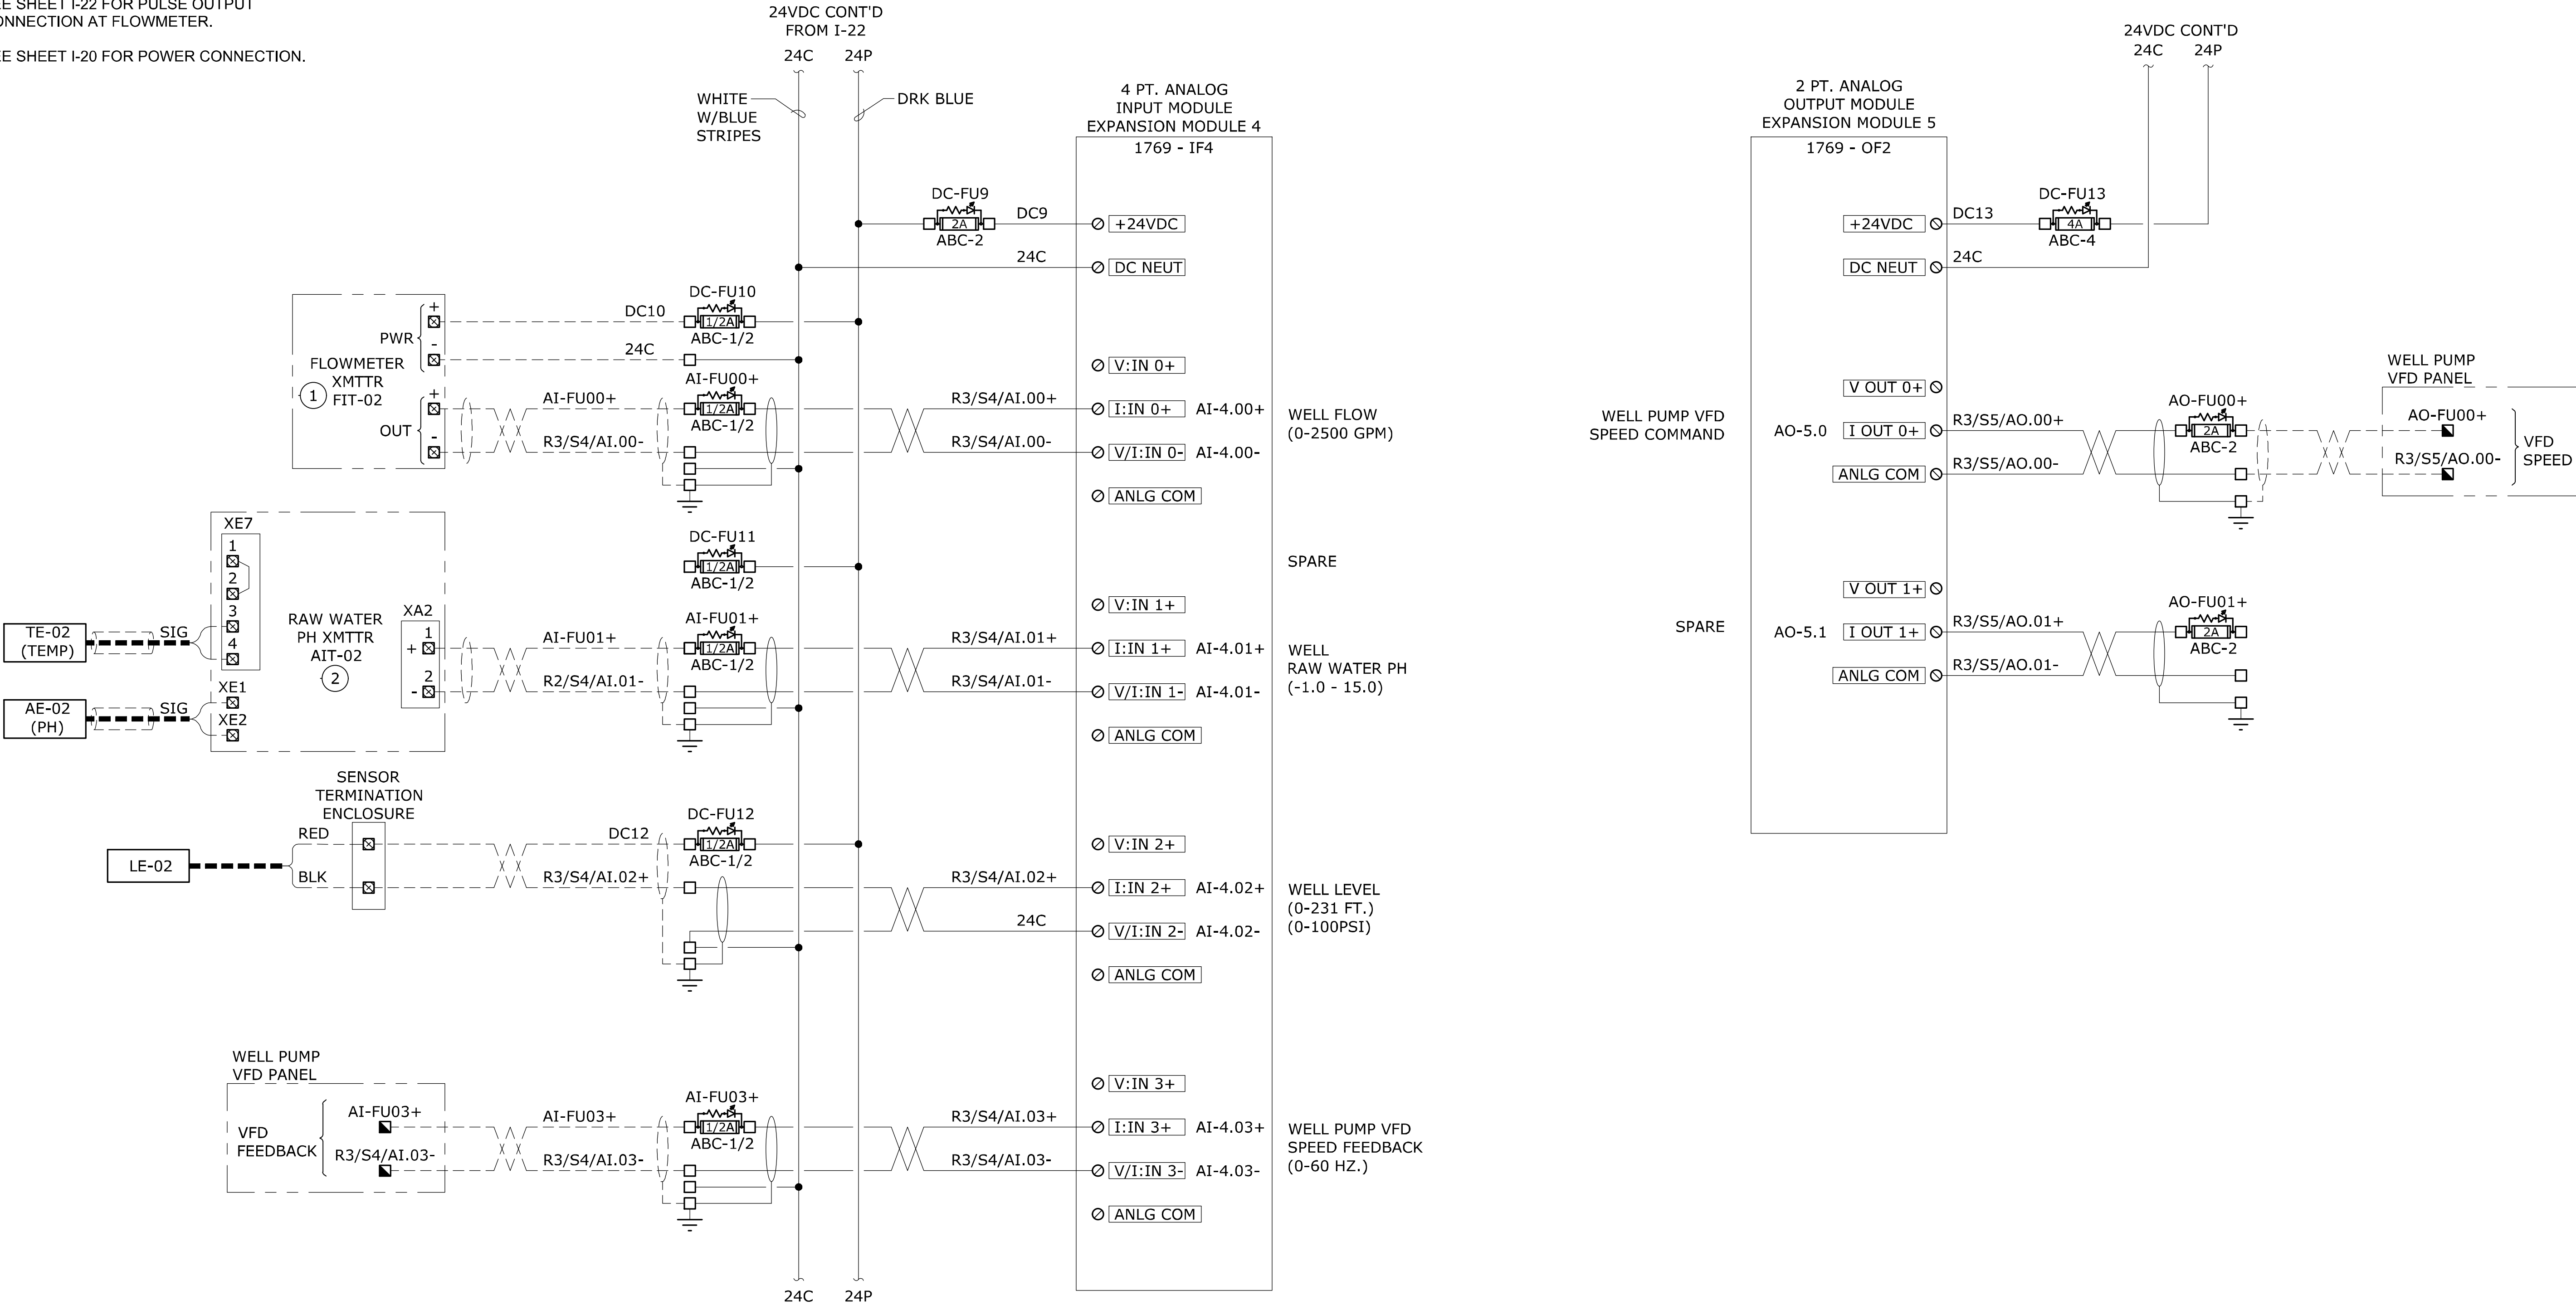 EE SHEET I-22 FOR PULSE OUTPUT
ONNECTION AT FLOWMETER.
EE SHEET I-20 FOR POWER CONNECTION.
24VDC CONT'D
FROM I-22
24C 24P
WHITE
W/BLUE
STRIPES
DRK BLUE
4 PT. ANALOG
INPUT MODULE
EXPANSION MODULE 4
1769 - IF4
DC-FU9
2A
ABC-2
DC9
+24VDC
24C
DC NEUT
DC-FU10
DC10
1/2A
ABC-1/2
+
PWR
-
24C
FLOWMETER
XMTTR
FIT-02
1
+
OUT
-
V:IN 0+
AI-FU00+
AI-FU00+
1/2A
ABC-1/2
R3/S4/AI.00+
I:IN 0+
AI-4.00+
R3/S4/AI.00-
R3/S4/AI.00-
V/I:IN 0-
AI-4.00-
WELL FLOW
(0-2500 GPM)
ANLG COM
DC-FU11
1/2A
ABC-1/2
SPARE
XE7
1
2
3
4
RAW WATER
PH XMTTR
AIT-02
2
XA2
1
+
2
-
TE-02
(TEMP)
SIG
AE-02
(PH)
SIG
XE1
XE2
V:IN 1+
AI-FU01+
AI-FU01+
1/2A
ABC-1/2
R3/S4/AI.01+
I:IN 1+
AI-4.01+
R2/S4/AI.01-
R3/S4/AI.01-
V/I:IN 1-
AI-4.01-
WELL
RAW WATER PH
(-1.0 - 15.0)
ANLG COM
SENSOR
TERMINATION
ENCLOSURE
LE-02
RED
BLK
DC12
DC-FU12
1/2A
ABC-1/2
V:IN 2+
R3/S4/AI.02+
R3/S4/AI.02+
I:IN 2+
AI-4.02+
24C
V/I:IN 2-
AI-4.02-
WELL LEVEL
(0-231 FT.)
(0-100PSI)
ANLG COM
WELL PUMP
VFD PANEL
VFD
FEEDBACK
AI-FU03+
R3/S4/AI.03-
V:IN 3+
AI-FU03+
AI-FU03+
1/2A
ABC-1/2
R3/S4/AI.03+
I:IN 3+
AI-4.03+
R3/S4/AI.03-
R3/S4/AI.03-
V/I:IN 3-
AI-4.03-
WELL PUMP VFD
SPEED FEEDBACK
(0-60 HZ.)
ANLG COM
24C 24P
24VDC CONT'D
24C 24P
2 PT. ANALOG
OUTPUT MODULE
EXPANSION MODULE 5
1769 - OF2
+24VDC
DC13
DC-FU13
4A
ABC-4
DC NEUT
24C
V OUT 0+
WELL PUMP VFD
SPEED COMMAND
AO-5.0
I OUT 0+
R3/S5/AO.00+
AO-FU00+
2A
ABC-2
ANLG COM
R3/S5/AO.00-
WELL PUMP
VFD PANEL
AO-FU00+
R3/S5/AO.00-
VFD
SPEED
V OUT 1+
SPARE
AO-5.1
I OUT 1+
R3/S5/AO.01+
AO-FU01+
2A
ABC-2
ANLG COM
R3/S5/AO.01-